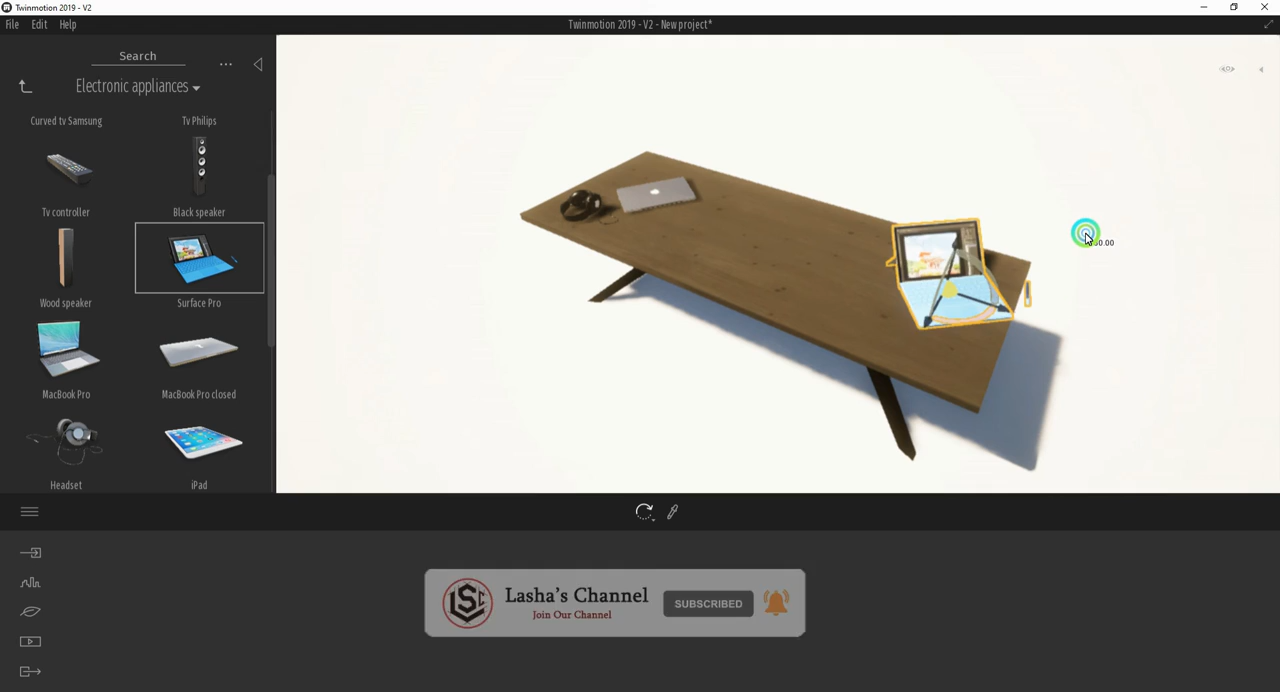 Twinmotion 2019 - V2
File Edit Help
Twinmotion 2019 - V2 - New project*
Search
Electronic appliances
Curved tv Samsung
Tv Philips
Tv controller
Black speaker
Wood speaker
Surface Pro
MacBook Pro
MacBook Pro closed
Headset
iPad
Lasha's Channel
Join Our Channel
SUBSCRIBED